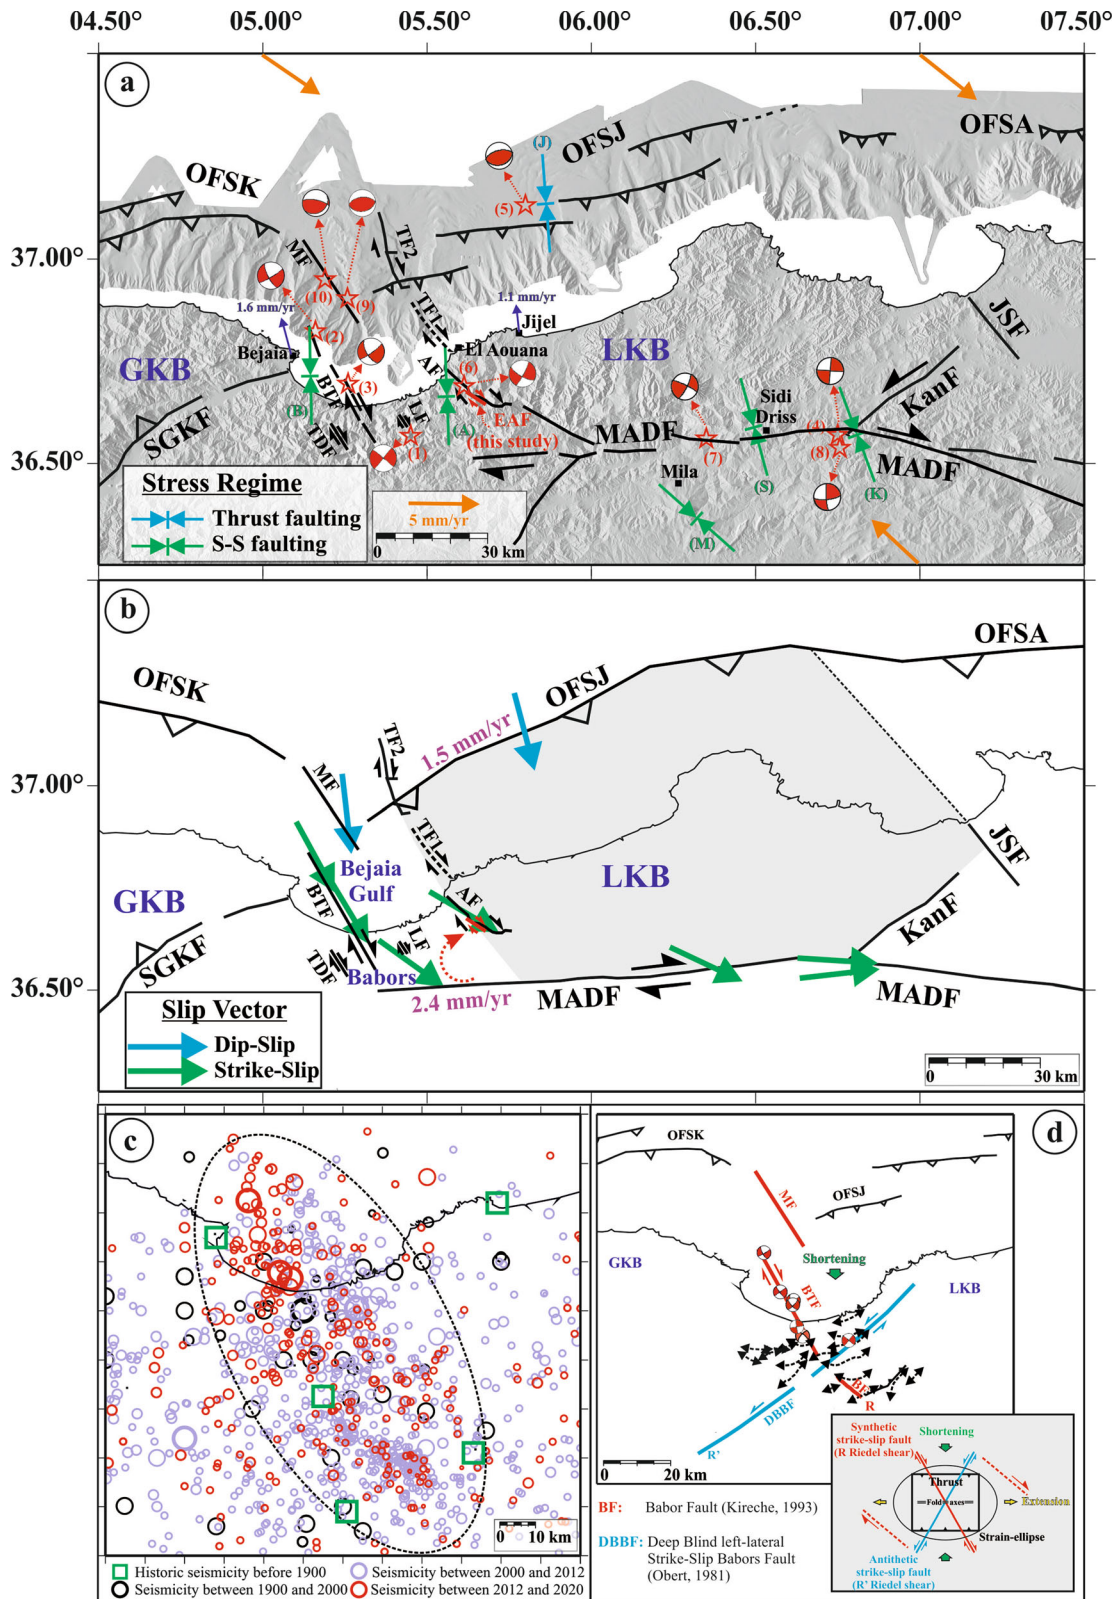 04.50° 05.00° 05.50° 06.00° 06.50° 07.00° 07.50°
a
OFSK
OFSJ
OFSA
(J)
(5)
37.00°
MF
TF2
(10)
(9)
1.6 mm/yr
(2)
TF1
1.1 mm/yr
Jijel
JSF
Bejaia
El Aouana
GKB
LKB
(3)
(6)
AF
KanF
(B)
BTF
EAF
(this study)
Sidi
Driss
SGKF
TDF
LF
(1)
(A)
MADF
(7)
(4)
(8)
MADF
36.50°
Mila
(S)
(K)
(M)
Stress Regime
Thrust faulting
S-S faulting
5 mm/yr
0 30 km
b
OFSK
OFSJ
OFSA
1.5 mm/yr
TF2
37.00°
MF
TF1
JSF
Bejaia
Gulf
GKB
LKB
BTF
AF
KanF
SGKF
LF
TDF
Babors
36.50°
2.4 mm/yr
MADF
MADF
Slip Vector
Dip-Slip
Strike-Slip
0 30 km
c
0 10 km
Historic seismicity before 1900
Seismicity between 2000 and 2012
Seismicity between 1900 and 2000
Seismicity between 2012 and 2020
d
OFSK
MF
OFSJ
GKB
Shortening
LKB
BTF
BF
R
DBBF
R'
0 20 km
BF: Babor Fault (Kireche, 1993)
DBBF: Deep Blind left-lateral
Strike-Slip Babors Fault
(Obert, 1981)
Synthetic
strike-slip fault
(R Riedel shear)
Shortening
Thrust
Fold axes
Extension
Strain-ellipse
Antithetic
strike-slip fault
(R' Riedel shear)